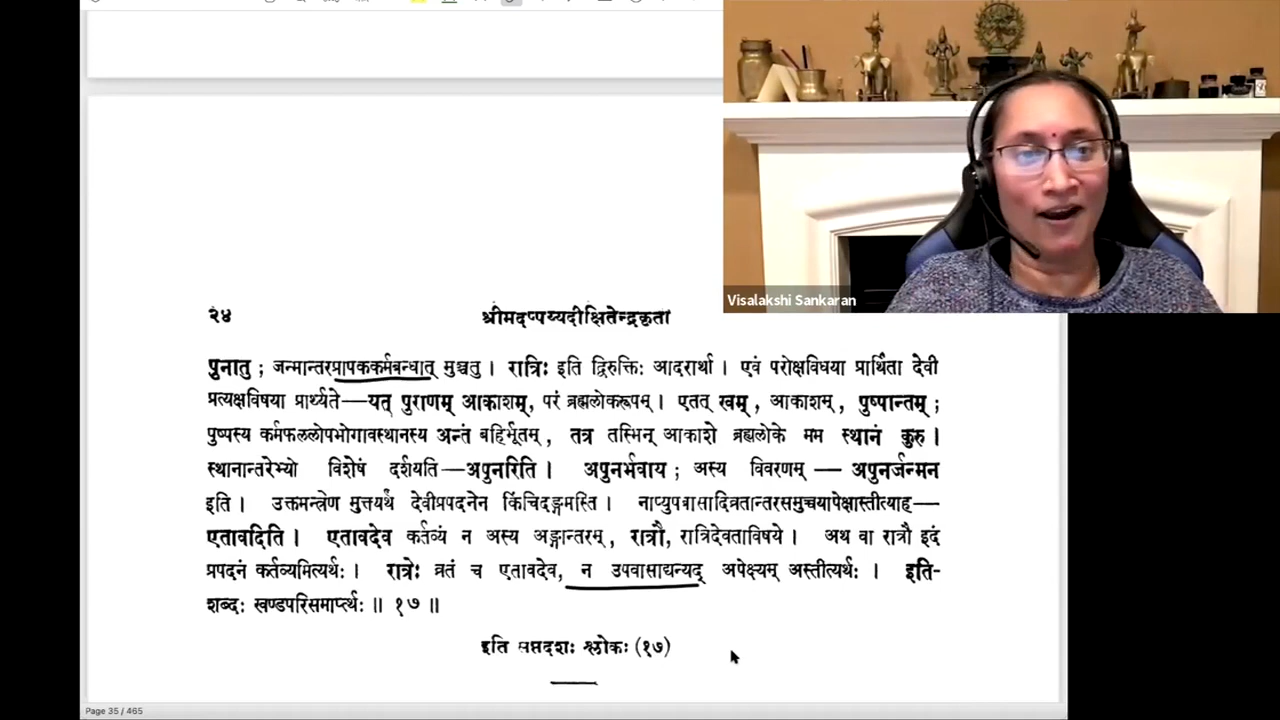 Visalakshi Sankaran
२४ श्रीमदप्पय्यदीक्षितेन्द्रकृता
पुनातु ; जन्मान्तरप्रापककर्मबन्धात् मुञ्चतु । रात्रिः इति द्विरुक्तिः आदरार्था । एवं परोक्षविधया प्रार्थिता देवी
प्रत्यक्षविषया प्रार्थ्यते—यत् पुराणम् आकाशम्, परं ब्रह्मलोकरूपम् । एतत् खम्, आकाशम्, पुष्पान्तम् ;
पुष्पस्य कर्मफललोपभोगावस्थानस्य अन्तं बहिर्भूतम्, तत्र तस्मिन् आकाशे ब्रह्मलोके मम स्थानं कुरु ।
स्थानान्तरेभ्यो विशेषं दर्शयति—अपुनरिति । अपुनर्भवाय ; अस्य विवरणम् — अपुनर्जन्मन
इति । उक्तमन्त्रेण मुत्तयर्थं देवीप्रपदनेन किंचिदङ्गमस्ति । नाप्युपवासादिव्रतान्तरसमुच्चयापेक्षास्तीत्याह—
एतावदिति । एतावदेव कर्तव्यं न अस्य अङ्गान्तरम्, रात्रौ, रात्रिदेवताविषये । अथ वा रात्रौ इदं
प्रपदनं कर्तव्यमित्यर्थः । रात्रेः व्रतं च एतावदेव, न उपवासाद्यन्यद् अपेक्ष्यम् अस्तीत्यर्थः । इति-
शब्दः खण्डपरिसमाप्त्यर्थः ॥ १७ ॥
इति सप्तदशः श्लोकः (१७)
Page 35 / 465